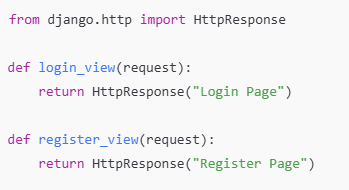 from django.http import HttpResponse

def login_view(request):
    return HttpResponse("Login Page")

def register_view(request):
    return HttpResponse("Register Page")